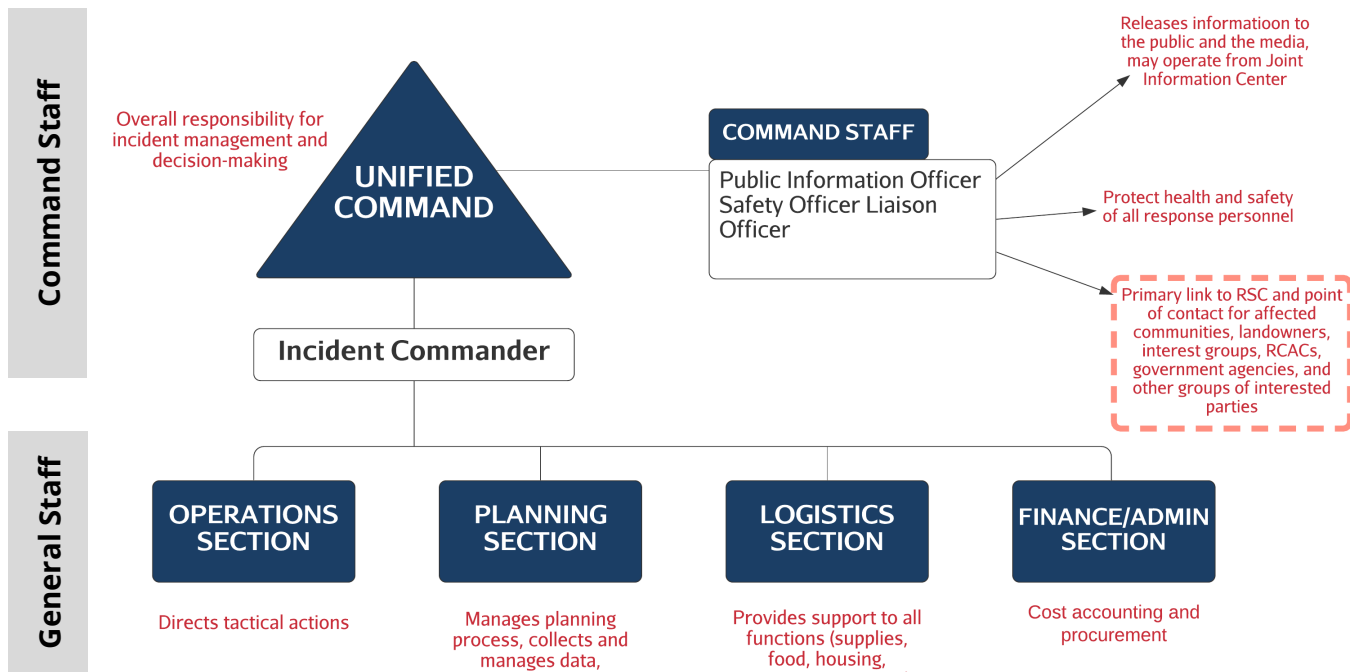 Command Staff
Overall responsibility for
incident management and
decision-making
UNIFIED
COMMAND
COMMAND STAFF
Public Information Officer
Safety Officer Liaison
Officer
Releases informatioon to
the public and the media,
may operate from Joint
Information Center
Protect health and safety
of all response personnel
Primary link to RSC and point
of contact for affected
communities, landowners,
interest groups, RCACs,
government agencies, and
other groups of interested
parties
Incident Commander
General Staff
OPERATIONS
SECTION
Directs tactical actions
PLANNING
SECTION
Manages planning
process, collects and
manages data,
LOGISTICS
SECTION
Provides support to all
functions (supplies,
food, housing,
FINANCE/ADMIN
SECTION
Cost accounting and
procurement